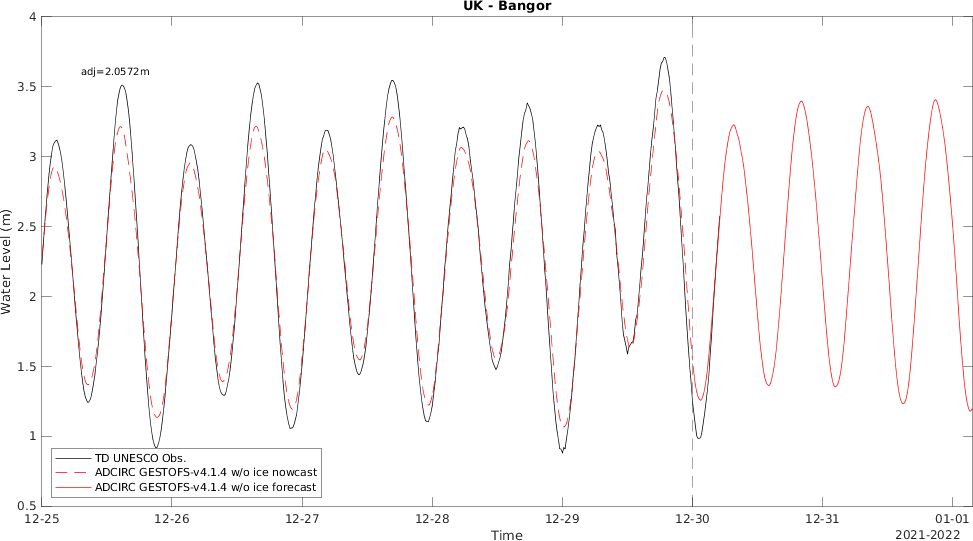 UK - Bangor
adj=2.0572m
4
3.5
3
2.5
2
1.5
1
0.5
Water Level (m)
TD UNESCO Obs.
ADCIRC GESTOFS-v4.1.4 w/o ice nowcast
ADCIRC GESTOFS-v4.1.4 w/o ice forecast
12-25 12-26 12-27 12-28 12-29 12-30 12-31 01-01
Time
2021-2022